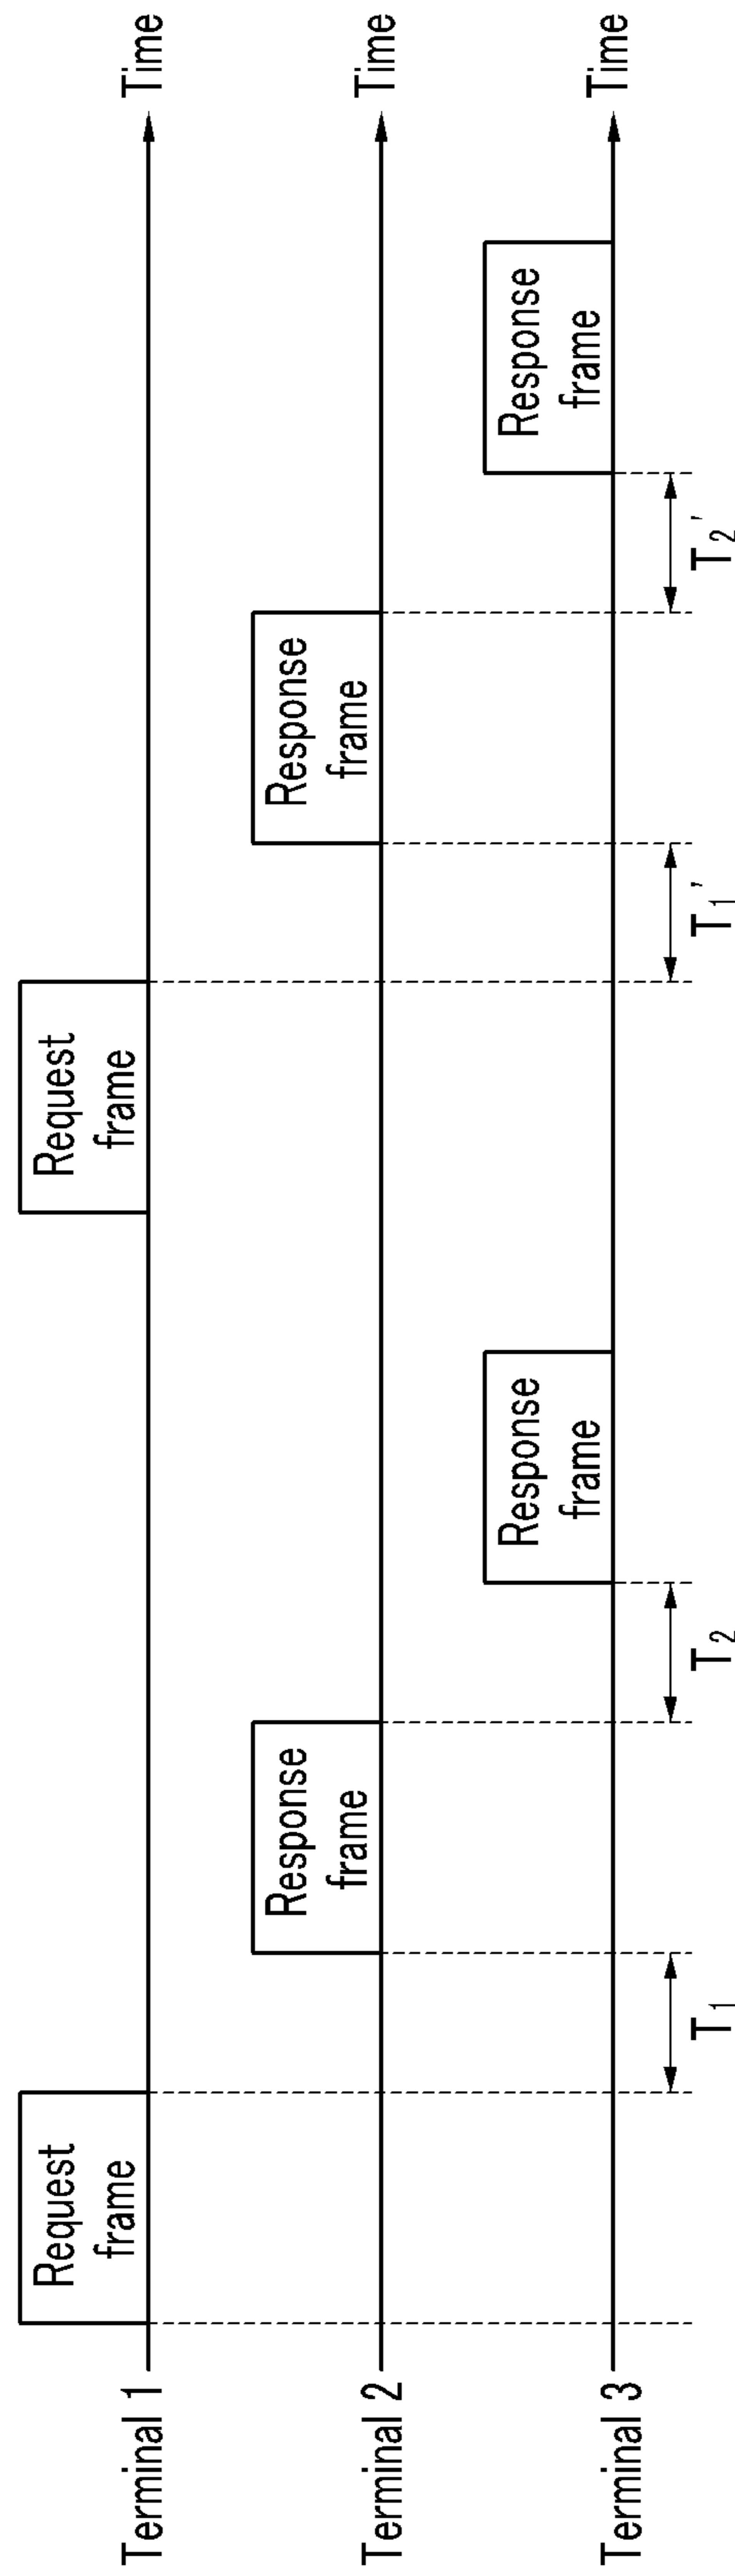 Terminal 1
Request
frame
Request
frame
Time
Terminal 2
Response
frame
Response
frame
Time
Terminal 3
Response
frame
Response
frame
Time
T1
T2
T1'
T2'